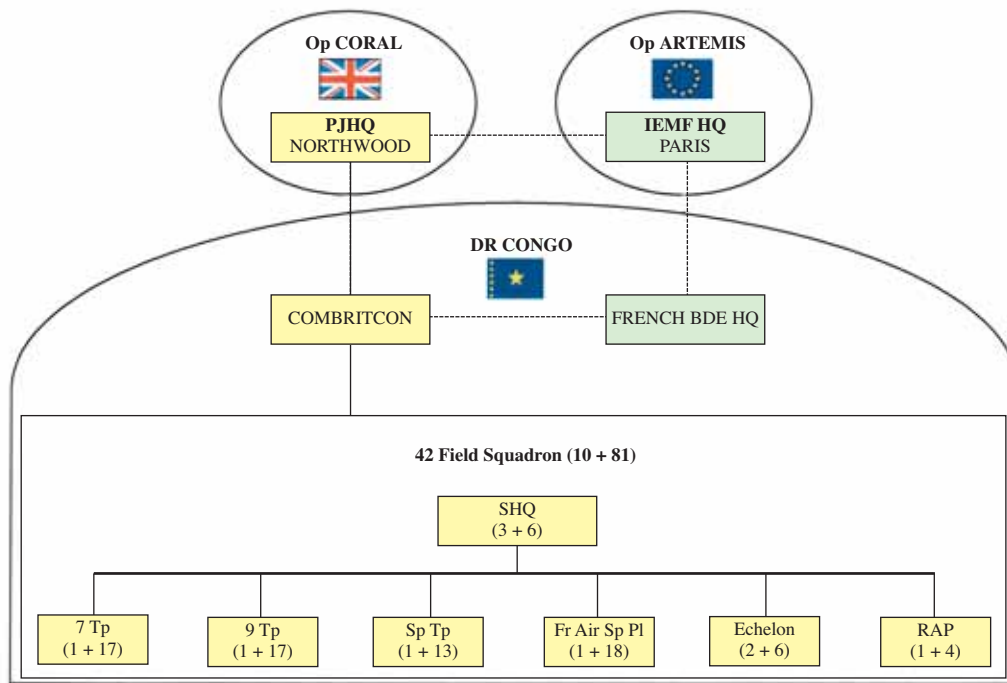 Op CORAL
Op ARTEMIS
PJHQ
NORTHWOOD
IEMF HQ
PARIS
DR CONGO
COMBRITCON
FRENCH BDE HQ
42 Field Squadron (10 + 81)
SHQ
(3 + 6)
7 Tp
(1 + 17)
9 Tp
(1 + 17)
Sp Tp
(1 + 13)
Fr Air Sp Pl
(1 + 18)
Echelon
(2 + 6)
RAP
(1 + 4)